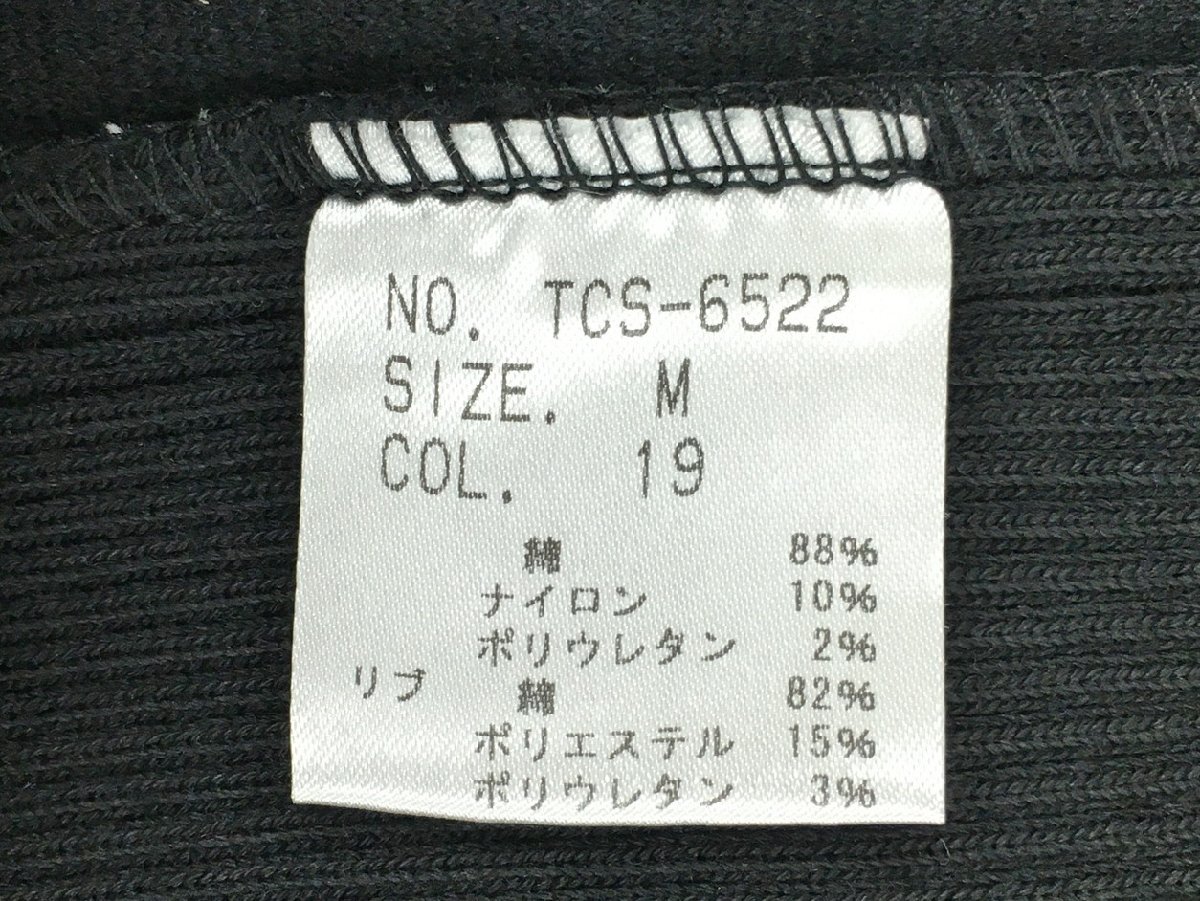 NO. TCS-6522
SIZE. M
COL. 19
綿 88%
ナイロン 10%
ポリウレタン 2%
リブ 綿 82%
ポリエステル 15%
ポリウレタン 3%